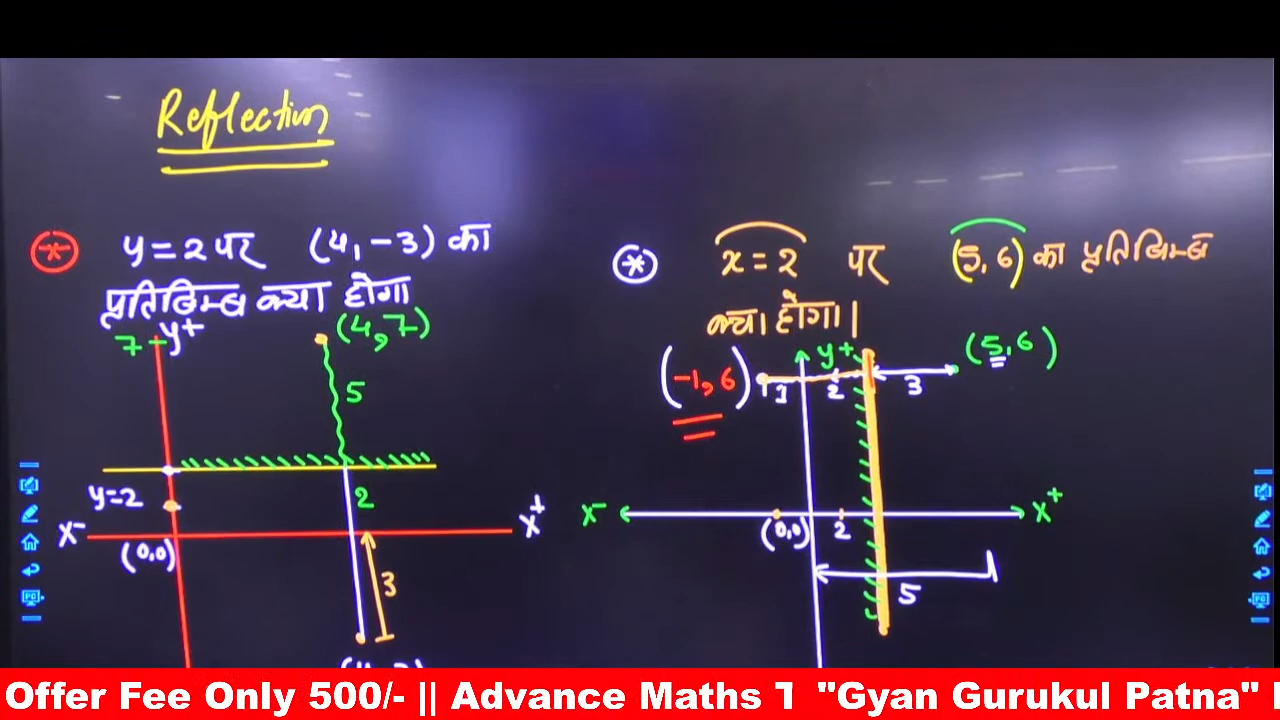 Reflection
y=2 पर (4,-3) का
प्रतिबिम्ब क्या होगा
7 y+
(4,7)
5
y=2
2
x-
x+
(0,0)
3
x=2 पर (5,6) का प्रतिबिम्ब
क्या होगा।
(-1,6)
y+
(5,6)
1 2 3
x-
x+
(0,0) 2
5
Offer Fee Only 500/- || Advance Maths 1 "Gyan Gurukul Patna"